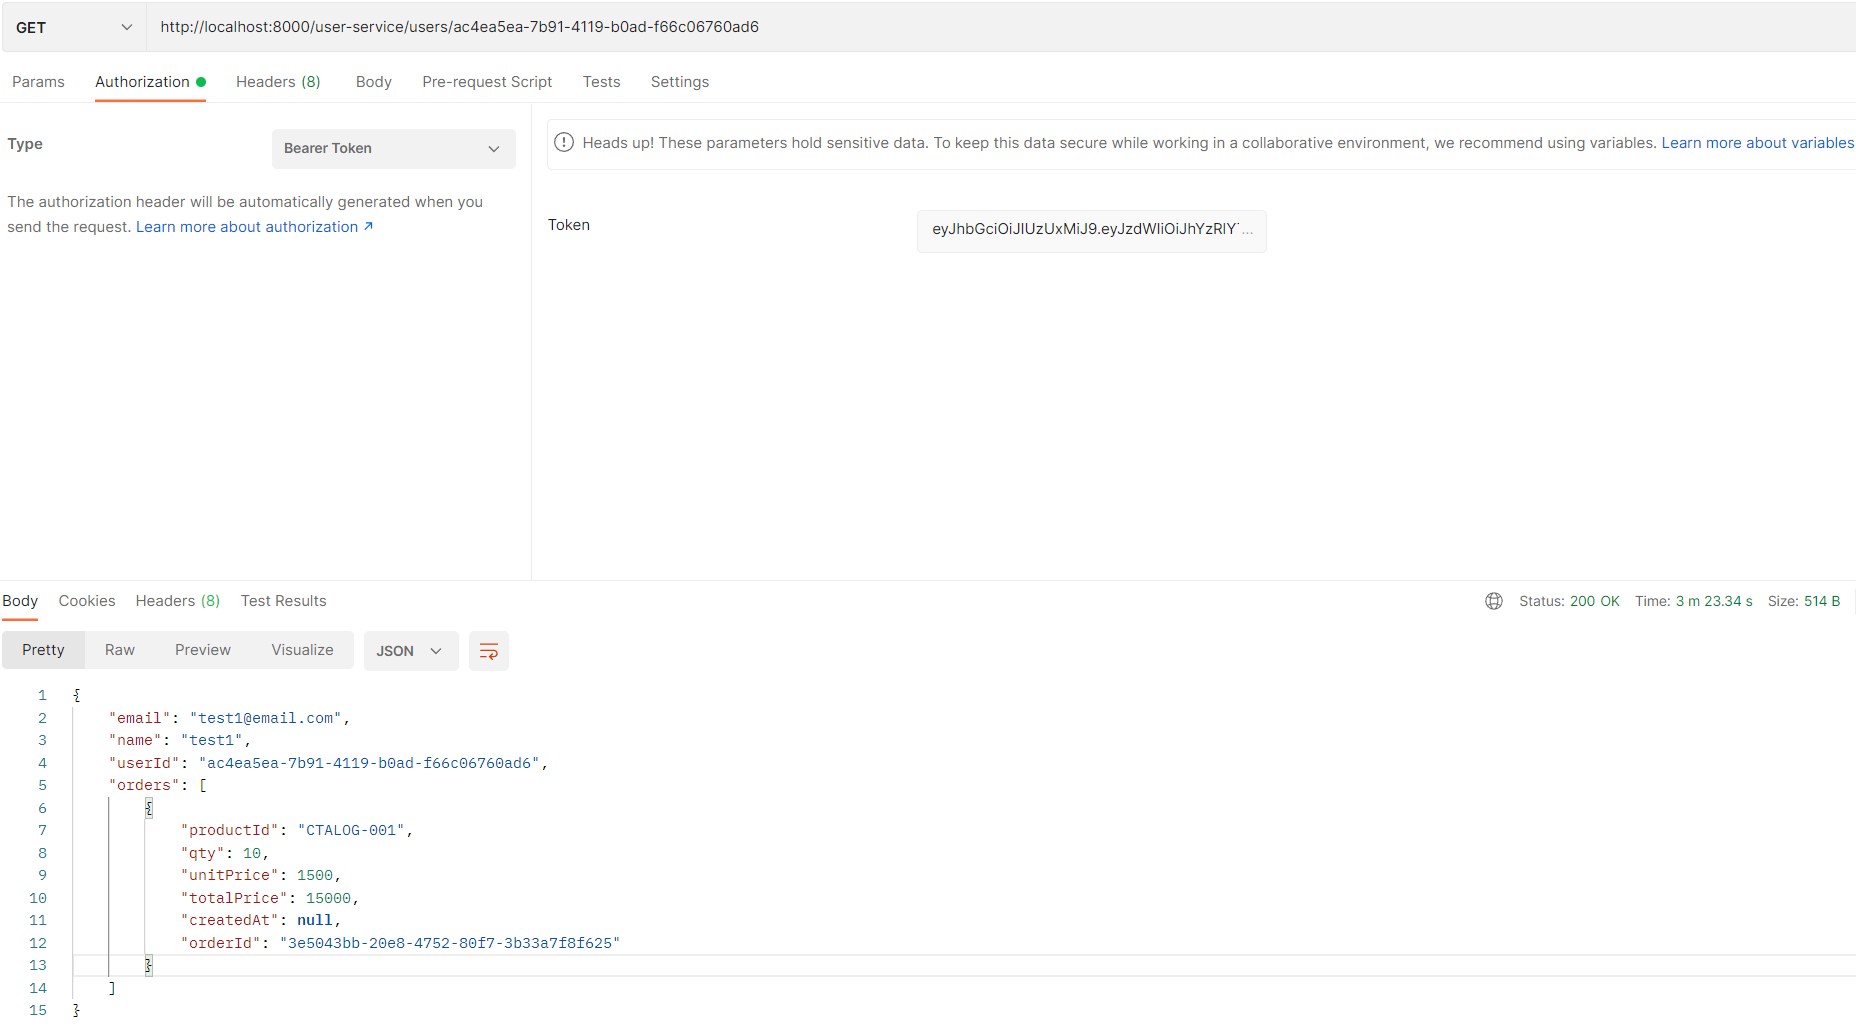 GET http://localhost:8000/user-service/users/ac4ea5ea-7b91-4119-b0ad-f66c06760ad6
Params Authorization Headers (8) Body Pre-request Script Tests Settings
Type Bearer Token
The authorization header will be automatically generated when you
send the request. Learn more about authorization ↗
Heads up! These parameters hold sensitive data. To keep this data secure while working in a collaborative environment, we recommend using variables. Learn more about variables
Token eyJhbGciOiJIUzUxMiJ9.eyJzdWIiOiJhYzRlY ...
Body Cookies Headers (8) Test Results Status: 200 OK Time: 3 m 23.34 s Size: 514 B
Pretty Raw Preview Visualize JSON
1 {
2 "email": "test1@email.com",
3 "name": "test1",
4 "userId": "ac4ea5ea-7b91-4119-b0ad-f66c06760ad6",
5 "orders": [
6 {
7 "productId": "CTALOG-001",
8 "qty": 10,
9 "unitPrice": 1500,
10 "totalPrice": 15000,
11 "createdAt": null,
12 "orderId": "3e5043bb-20e8-4752-80f7-3b33a7f8f625"
13 }
14 ]
15 }